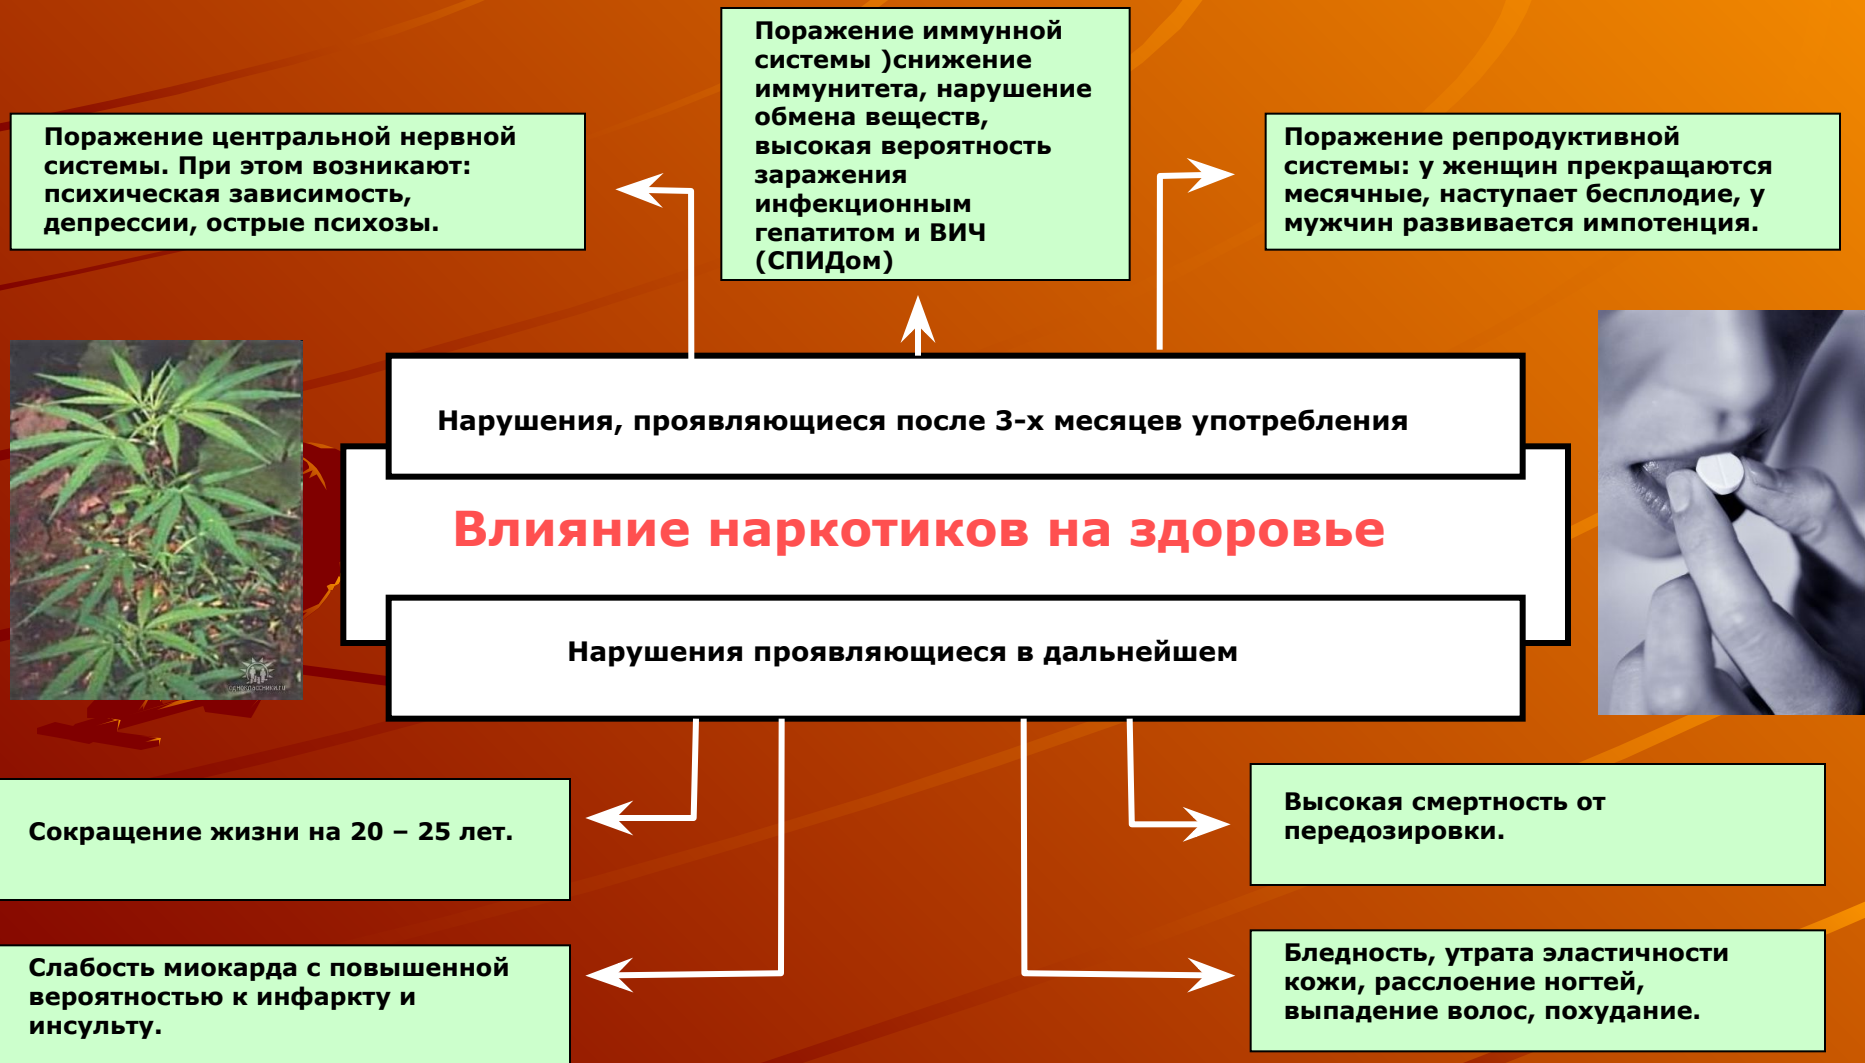 Поражение иммунной
системы )снижение
иммунитета, нарушение
обмена веществ,
высокая вероятность
заражения
инфекционным
гепатитом и ВИЧ
(СПИДом)
Поражение центральной нервной
системы. При этом возникают:
психическая зависимость,
депрессии, острые психозы.
Поражение репродуктивной
системы: у женщин прекращаются
месячные, наступает бесплодие, у
мужчин развивается импотенция.
Нарушения, проявляющиеся после 3-х месяцев употребления
Влияние наркотиков на здоровье
Нарушения проявляющиеся в дальнейшем
одноклассники.ru
Сокращение жизни на 20 – 25 лет.
Высокая смертность от
передозировки.
Слабость миокарда с повышенной
вероятностью к инфаркту и
инсульту.
Бледность, утрата эластичности
кожи, расслоение ногтей,
выпадение волос, похудание.